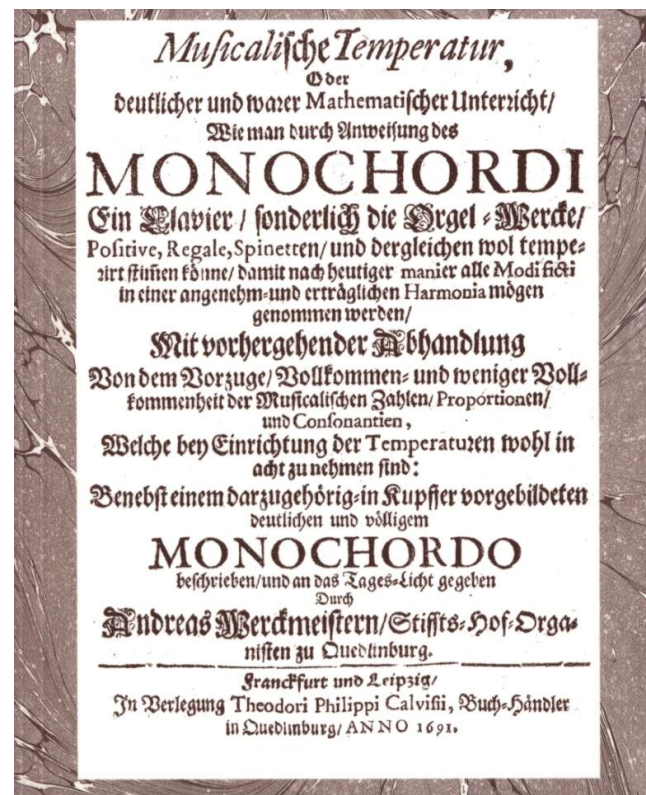 Musicalische Temperatur,
Oder
deutlicher und warer Mathematischer Unterricht/
Wie man durch Anweisung des
MONOCHORDI
Ein Clavier/ sonderlich die Orgel-Wercke/
Positive, Regale, Spinetten/ und dergleichen wol tempe-
rirt stim̃en könne/ damit nach heutiger manier alle Modi ficti
in einer angenehm- und erträglichen Harmonia mögen
genommen werden/
Mit vorhergehender Abhandlung
Von dem Vorzuge/ Vollkommen- und weniger Voll-
kommenheit der Musicalischen Zahlen/ Proportionen/
und Consonantien,
Welche bey Einrichtung der Temperaturen wohl in
acht zu nehmen sind:
Benebst einem darzugehörig- in Kupffer vorgebildeten
deutlichen und völligem
MONOCHORDO
beschrieben/ und an das Tages-Licht gegeben
Durch
Andreas Werckmeistern/ Stiffts-Hof-Orga-
nisten zu Quedlinburg.
Franckfurt und Leipzig/
In Verlegung Theodori Philippi Calvisii, Buch-Händler
in Quedlinburg/ ANNO 1691.